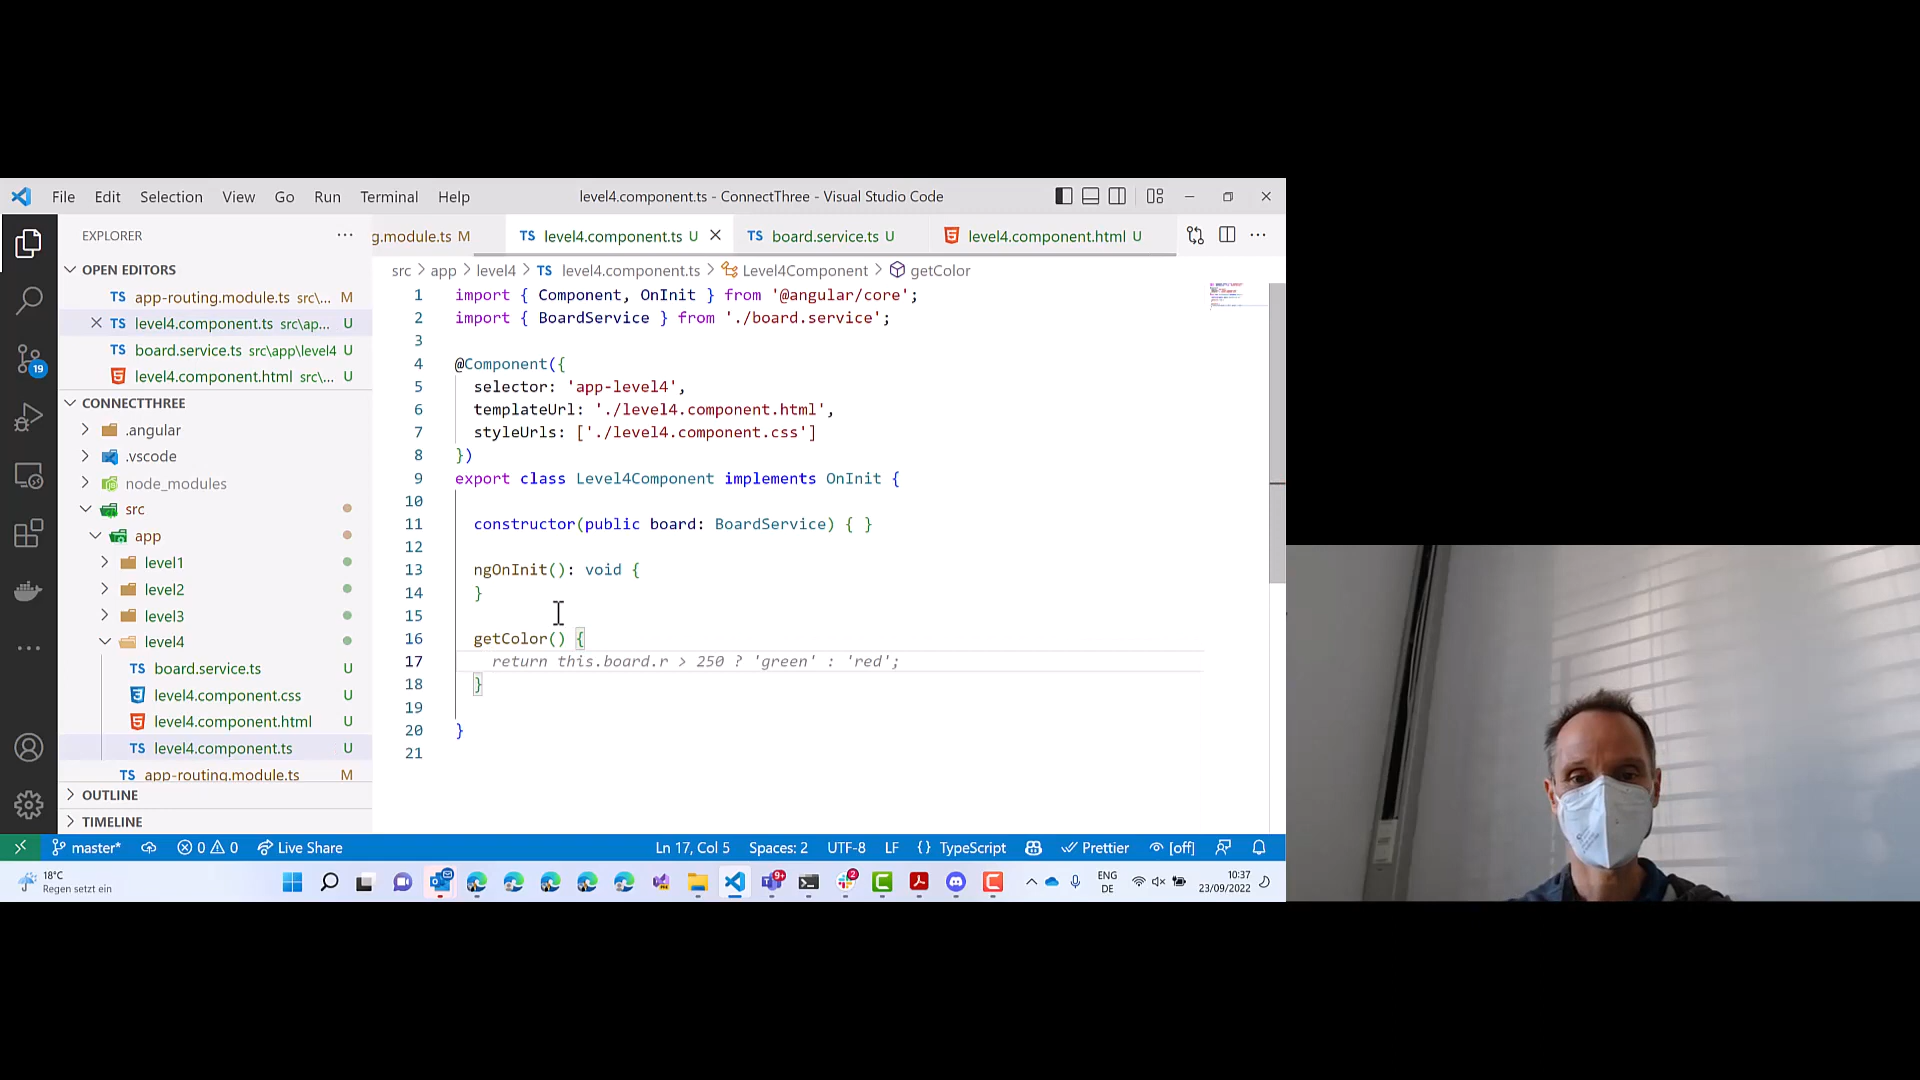 File Edit Selection View Go Run Terminal Help
level4.component.ts - ConnectThree - Visual Studio Code
EXPLORER
OPEN EDITORS
TS app-routing.module.ts src\... M
TS level4.component.ts src\ap... U
TS board.service.ts src\app\level4 U
level4.component.html src\... U
CONNECTTHREE
.angular
.vscode
node_modules
src
app
level1
level2
level3
level4
TS board.service.ts U
level4.component.css U
level4.component.html U
TS level4.component.ts U
TS app-routing.module.ts M
OUTLINE
TIMELINE
19
g.module.ts M
TS level4.component.ts U
TS board.service.ts U
level4.component.html U
src > app > level4 > TS level4.component.ts > Level4Component > getColor
1 import { Component, OnInit } from '@angular/core';
2 import { BoardService } from './board.service';
3
4 @Component({
5 selector: 'app-level4',
6 templateUrl: './level4.component.html',
7 styleUrls: ['./level4.component.css']
8 })
9 export class Level4Component implements OnInit {
10
11 constructor(public board: BoardService) { }
12
13 ngOnInit(): void {
14 }
15
16 getColor() {
17 return this.board.r > 250 ? 'green' : 'red';
18 }
19
20 }
21
master* 0 0 Live Share Ln 17, Col 5 Spaces: 2 UTF-8 LF {} TypeScript Prettier [off]
18°C
Regen setzt ein
9+
2
ENG
DE
10:37
23/09/2022